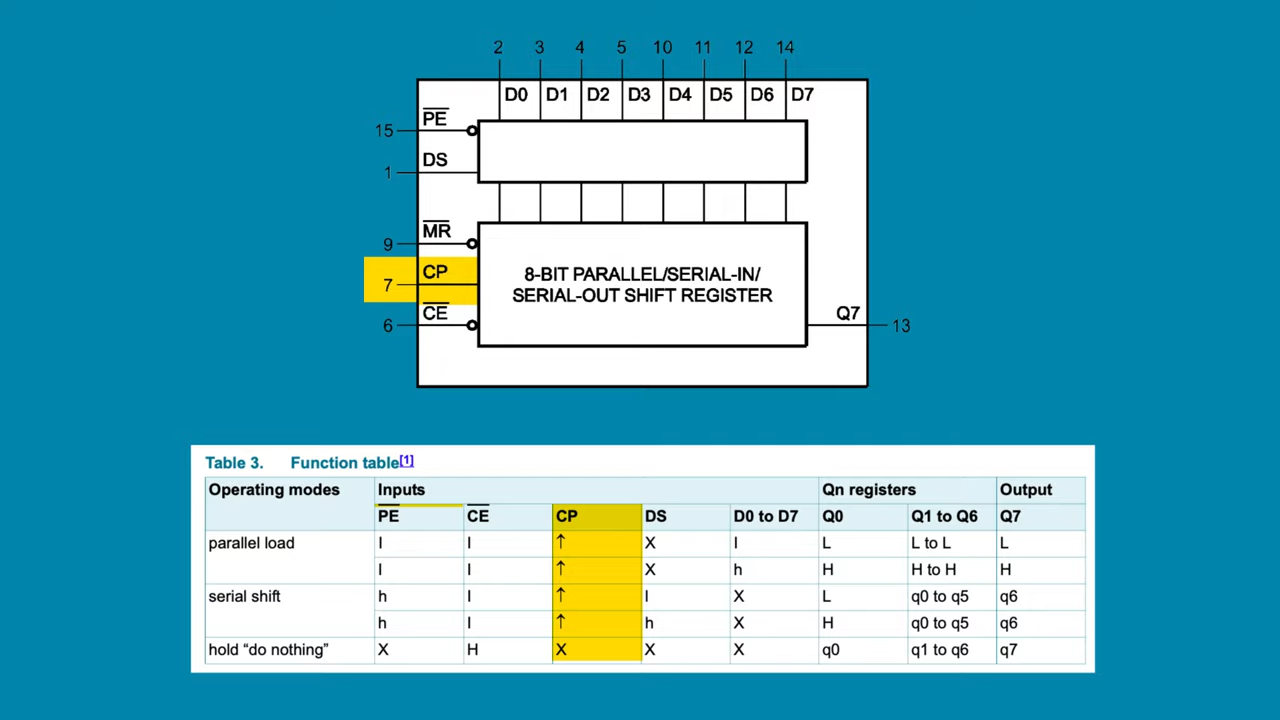 2 3 4 5 10 11 12 14
D0 D1 D2 D3 D4 D5 D6 D7
PE
15
DS
1
MR
9
CP
7
CE
6
8-BIT PARALLEL/SERIAL-IN/
SERIAL-OUT SHIFT REGISTER
Q7
13
Table 3. Function table[1]
Operating modes Inputs Qn registers Output
PE CE CP DS D0 to D7 Q0 Q1 to Q6 Q7
parallel load l l ↑ X l L L to L L
l l ↑ X h H H to H H
serial shift h l ↑ l X L q0 to q5 q6
h l ↑ h X H q0 to q5 q6
hold “do nothing” X H X X X q0 q1 to q6 q7